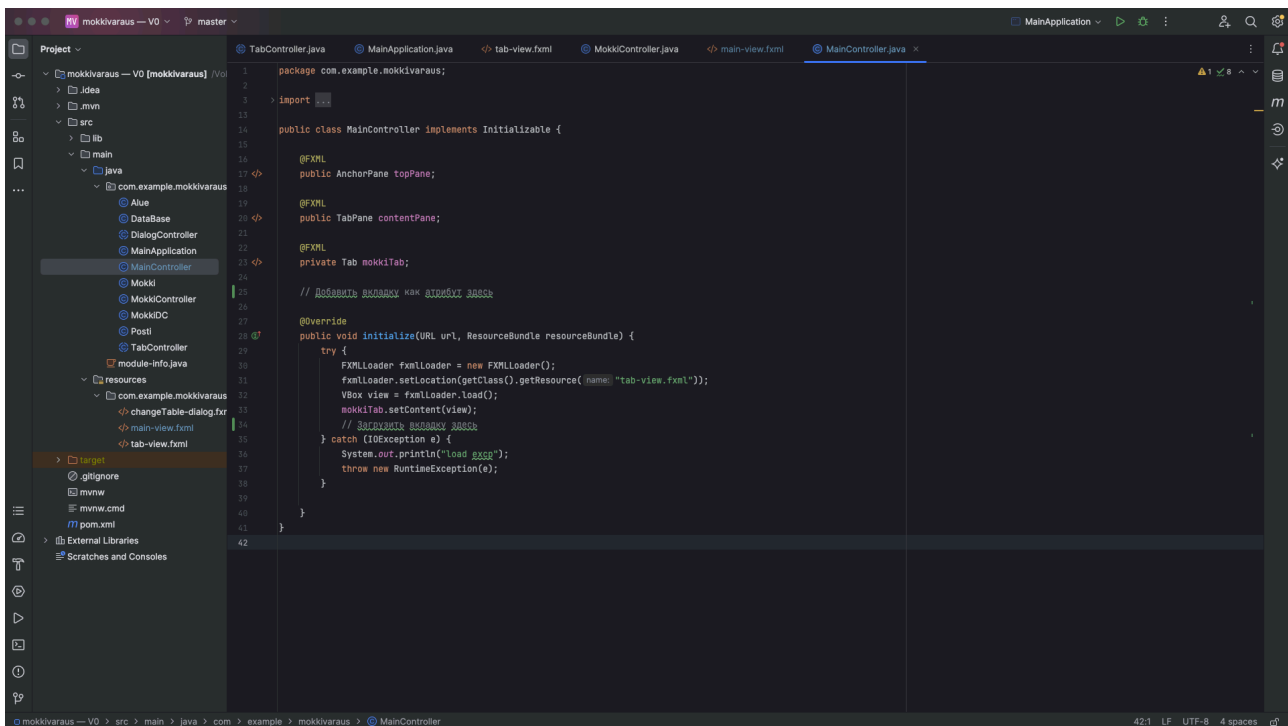 MV mokkivaraus — V0 master MainApplication
Project
TabController.java MainApplication.java tab-view.fxml MokkiController.java main-view.fxml MainController.java
mokkivaraus — V0 [mokkivaraus] /Vol
.idea
.mvn
src
lib
main
java
com.example.mokkivaraus
Alue
DataBase
DialogController
MainApplication
MainController
Mokki
MokkiController
MokkiDC
Posti
TabController
module-info.java
resources
com.example.mokkivaraus
changeTable-dialog.fxr
main-view.fxml
tab-view.fxml
target
.gitignore
mvnw
mvnw.cmd
pom.xml
External Libraries
Scratches and Consoles
1 package com.example.mokkivaraus; 1 8
2
3 import ...
13
14 public class MainController implements Initializable {
15
16 @FXML
17 public AnchorPane topPane;
18
19 @FXML
20 public TabPane contentPane;
21
22 @FXML
23 private Tab mokkiTab;
24
25 // Добавить вкладку как атрибут здесь
26
27 @Override
28 public void initialize(URL url, ResourceBundle resourceBundle) {
29 try {
30 FXMLLoader fxmlLoader = new FXMLLoader();
31 fxmlLoader.setLocation(getClass().getResource( name: "tab-view.fxml"));
32 VBox view = fxmlLoader.load();
33 mokkiTab.setContent(view);
34 // Загрузить вкладку здесь
35 } catch (IOException e) {
36 System.out.println("load excp");
37 throw new RuntimeException(e);
38 }
39
40 }
41 }
42
mokkivaraus — V0 > src > main > java > com > example > mokkivaraus > MainController 42:1 LF UTF-8 4 spaces